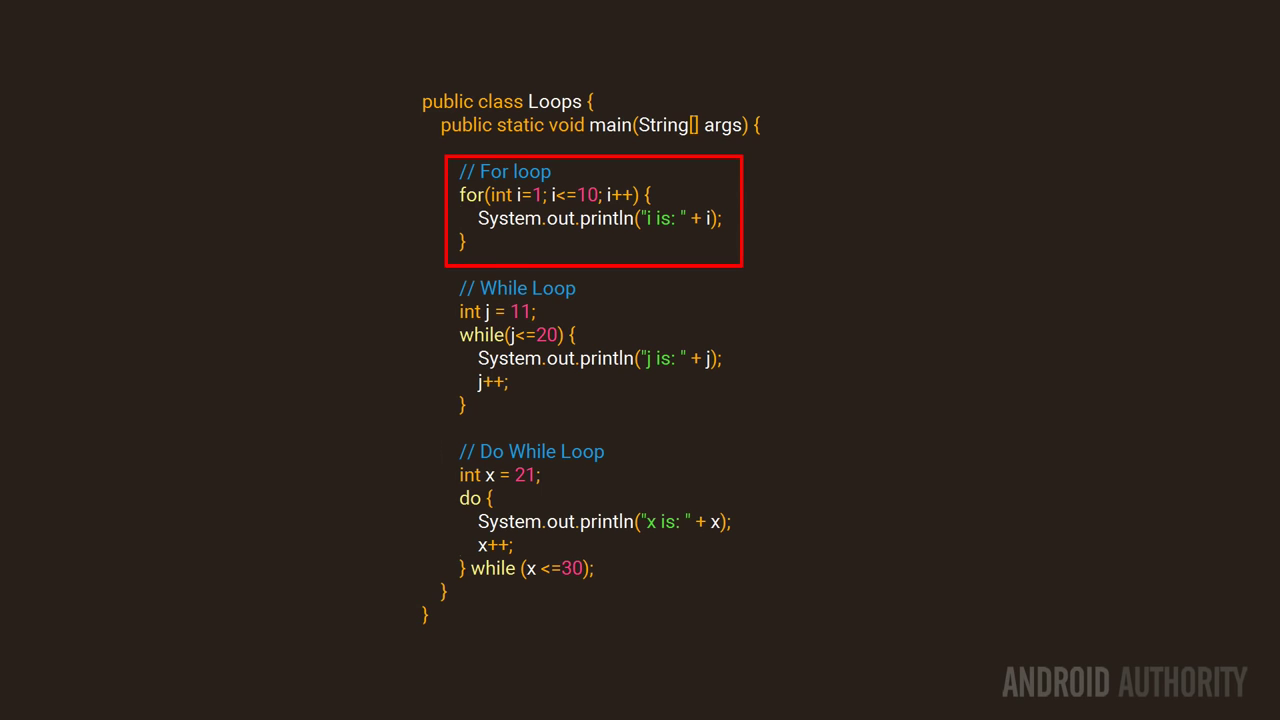 public class Loops {
public static void main(String[] args) {
// For loop
for(int i=1; i<=10; i++) {
System.out.println("i is: " + i);
}
// While Loop
int j = 11;
while(j<=20) {
System.out.println("j is: " + j);
j++;
}
// Do While Loop
int x = 21;
do {
System.out.println("x is: " + x);
x++;
} while (x <=30);
}
}
ANDROID AUTHORITY